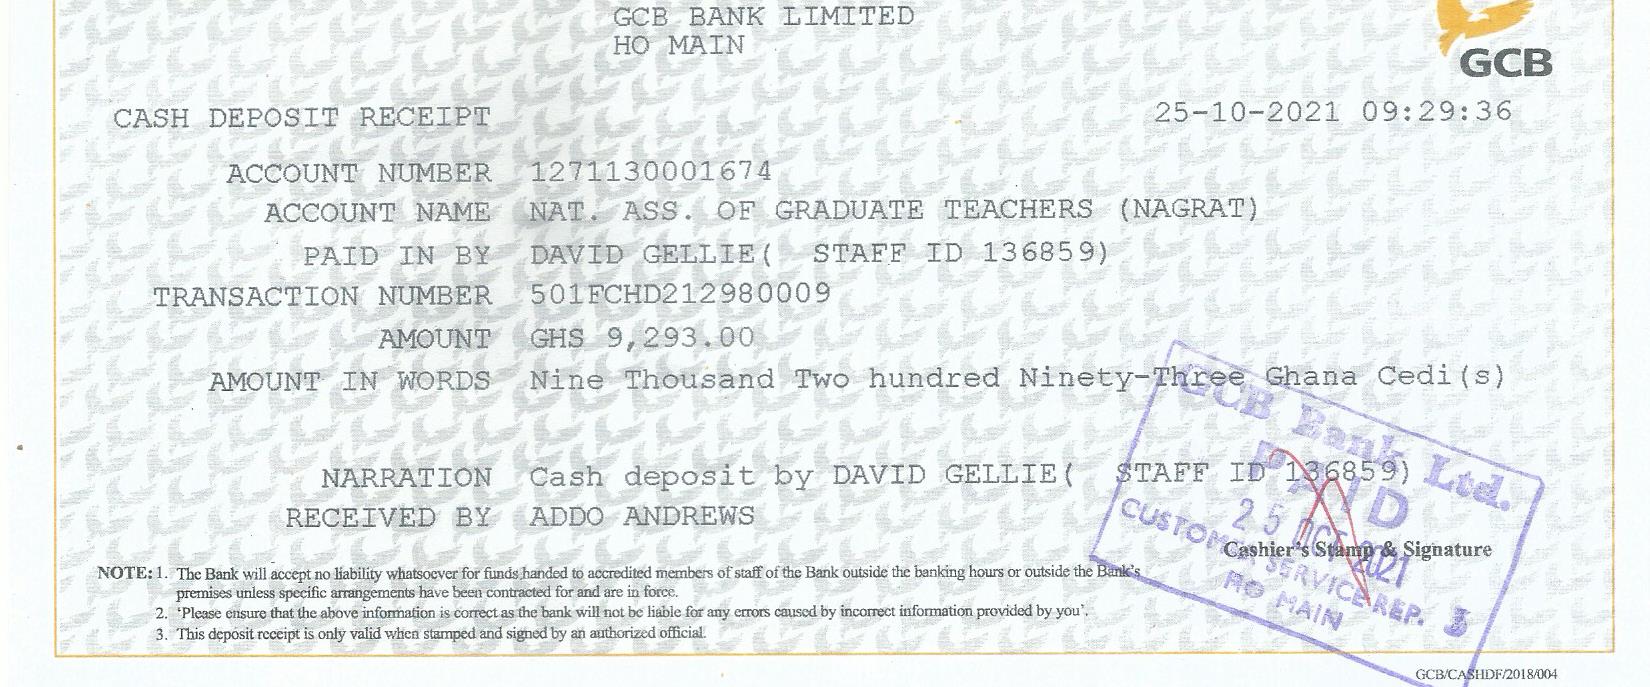 GCB BANK LIMITED
HO MAIN
GCB
CASH DEPOSIT RECEIPT 25-10-2021 09:29:36
ACCOUNT NUMBER 1271130001674
ACCOUNT NAME NAT. ASS. OF GRADUATE TEACHERS (NAGRAT)
PAID IN BY DAVID GELLIE( STAFF ID 136859)
TRANSACTION NUMBER 501FCHD212980009
AMOUNT GHS 9,293.00
AMOUNT IN WORDS Nine Thousand Two hundred Ninety-Three Ghana Cedi(s)
NARRATION Cash deposit by DAVID GELLIE( STAFF ID 136859)
RECEIVED BY ADDO ANDREWS
GCB Bank Ltd.
PAID
25 OCT 2021
CUSTOMER SERVICE REP. 3
HO MAIN
Cashier's Stamp & Signature
NOTE: 1. The Bank will accept no liability whatsoever for funds handed to accredited members of staff of the Bank outside the banking hours or outside the Bank's
premises unless specific arrangements have been contracted for and are in force.
2. 'Please ensure that the above information is correct as the bank will not be liable for any errors caused by incorrect information provided by you'.
3. This deposit receipt is only valid when stamped and signed by an authorized official.
GCB/CASHDF/2018/004